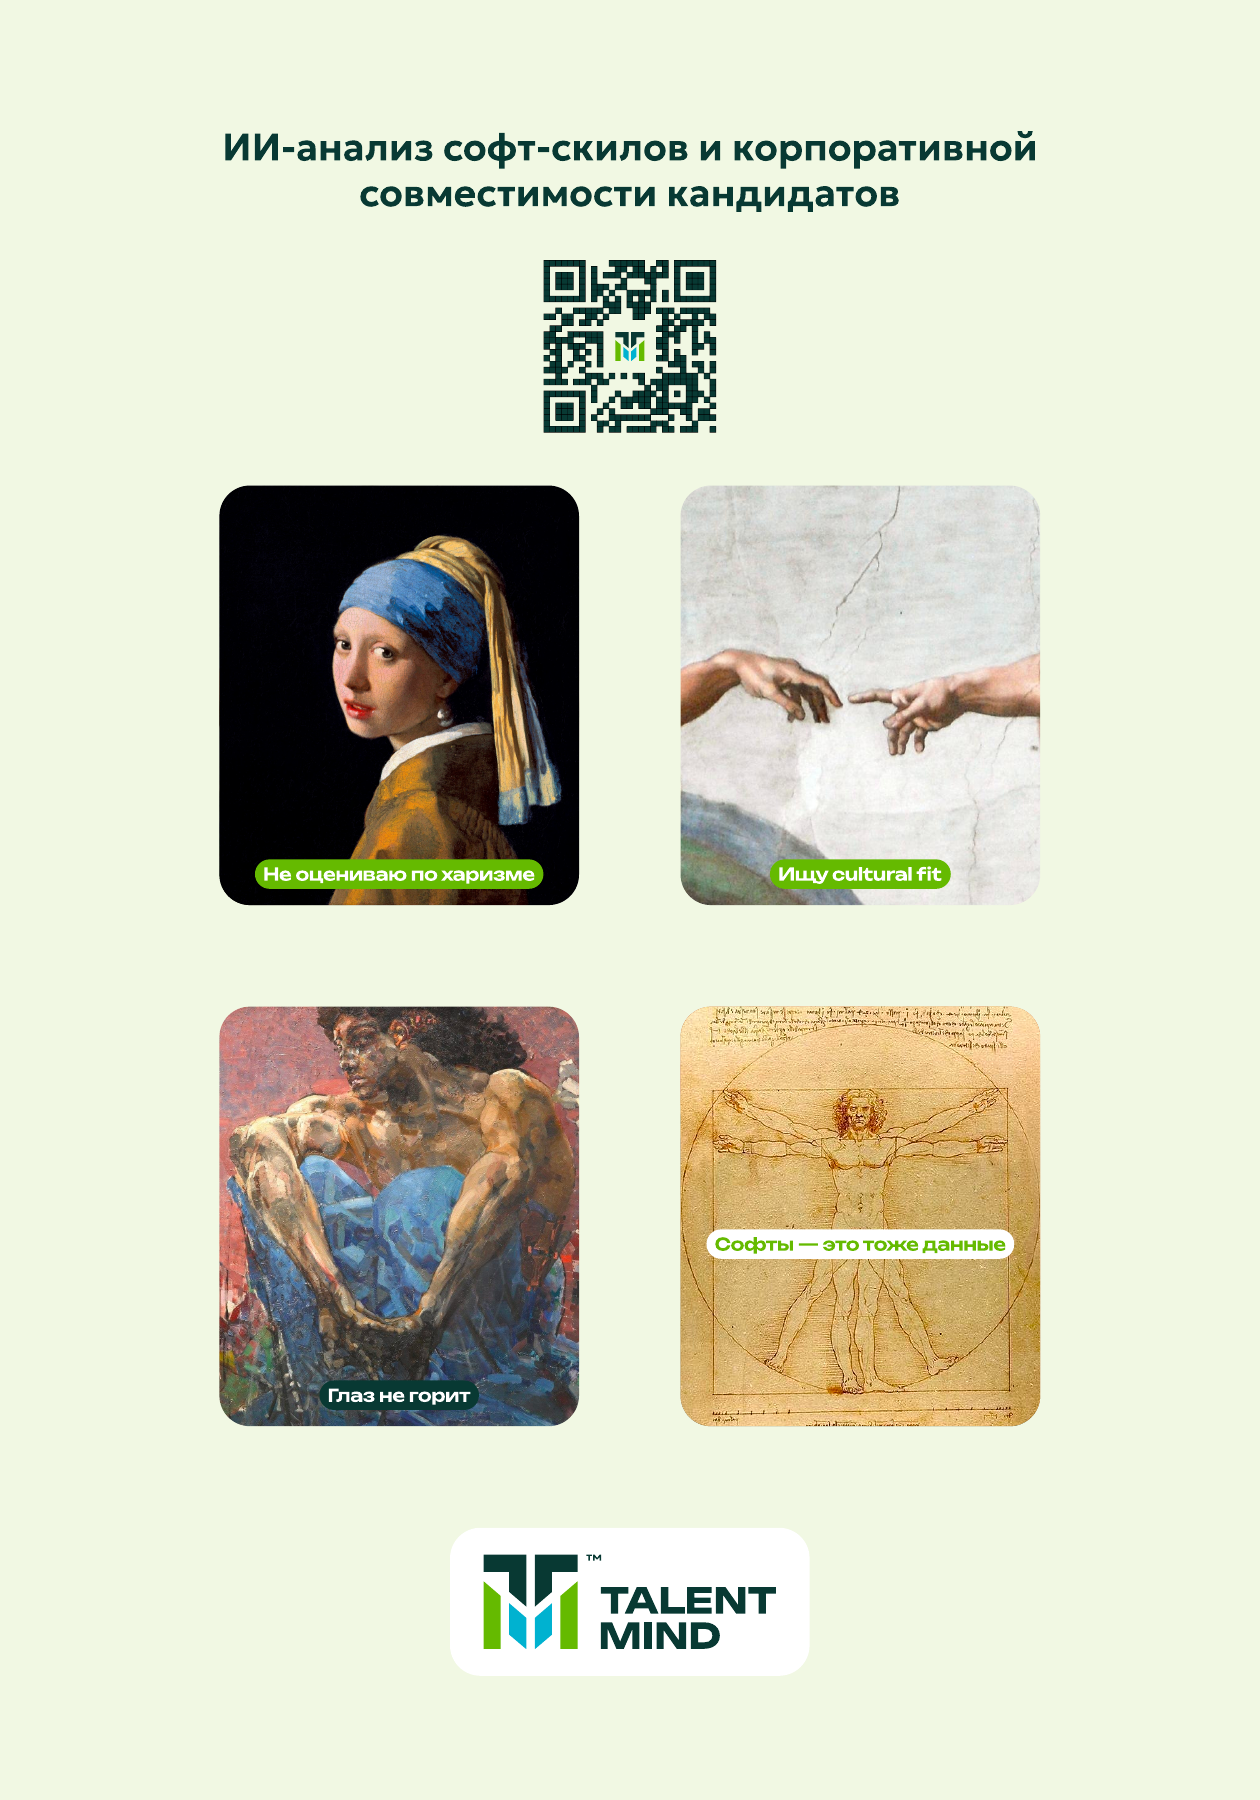 ИИ-анализ софт-скилов и корпоративной
совместимости кандидатов
Не оцениваю по харизме
Ищу cultural fit
Глаз не горит
Софты — это тоже данные
TM
TALENT
MIND